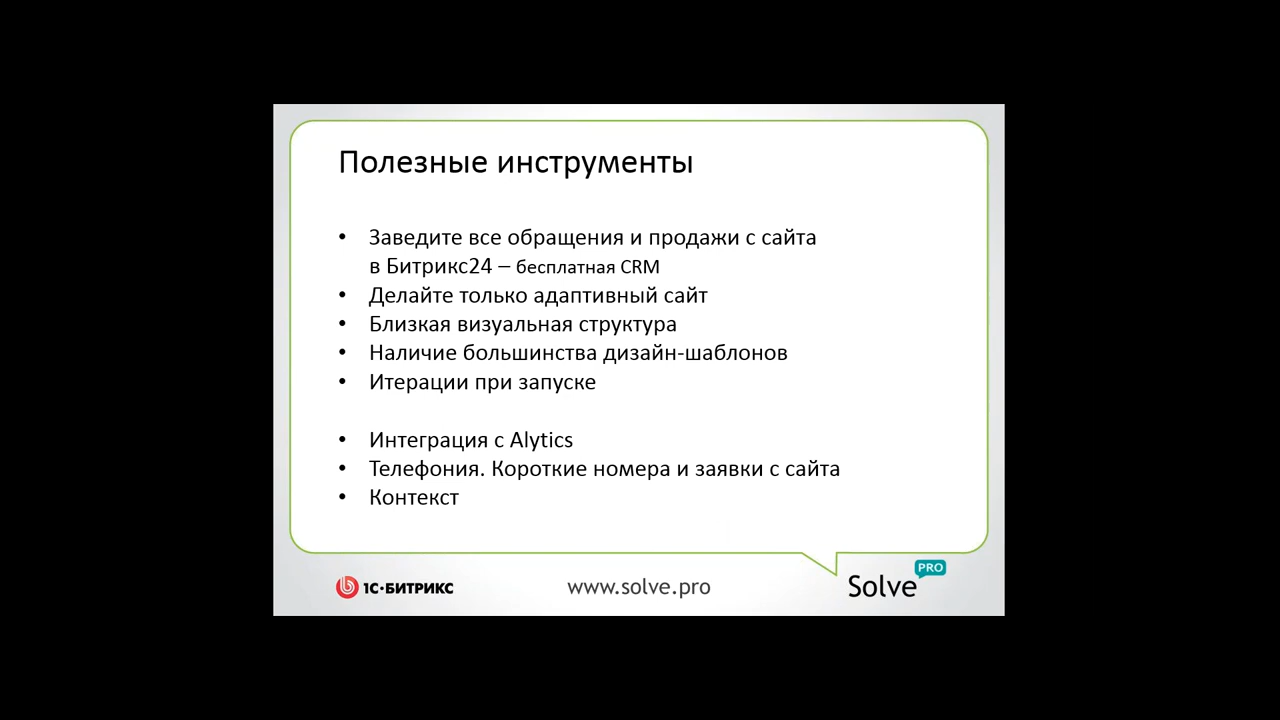 Полезные инструменты
• Заведите все обращения и продажи с сайта
в Битрикс24 – бесплатная CRM
• Делайте только адаптивный сайт
• Близкая визуальная структура
• Наличие большинства дизайн-шаблонов
• Итерации при запуске
• Интеграция с Alytics
• Телефония. Короткие номера и заявки с сайта
• Контекст
1С·БИТРИКС
www.solve.pro
Solve PRO